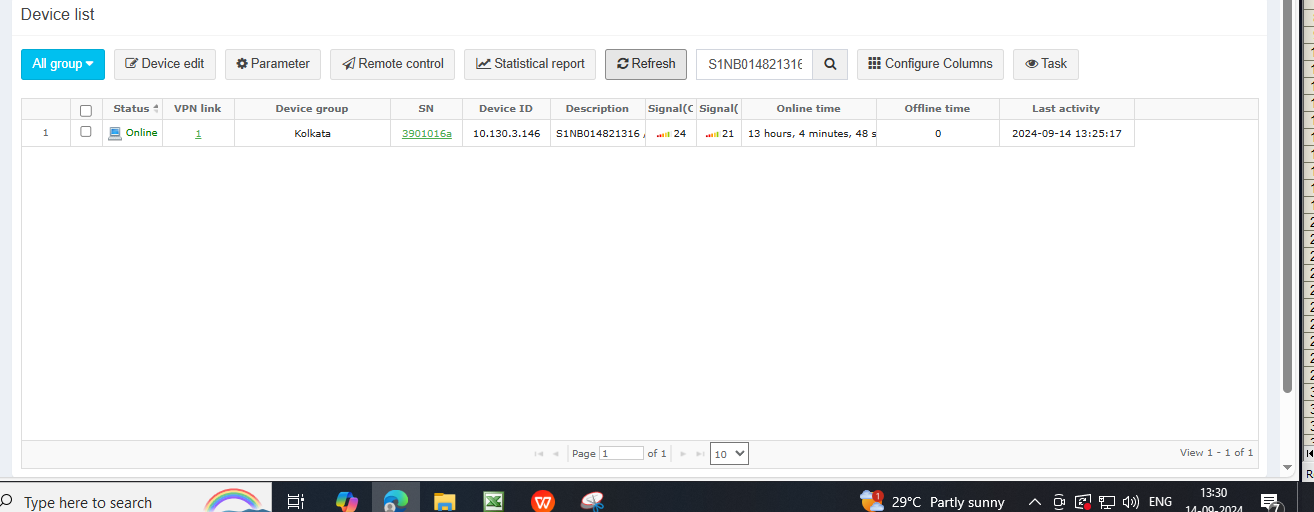 Device list
All group Device edit Parameter Remote control Statistical report Refresh S1NB014821316 Configure Columns Task
Status VPN link Device group SN Device ID Description Signal(C Signal( Online time Offline time Last activity
1 Online 1 Kolkata 3901016a 10.130.3.146 S1NB014821316 , 24 21 13 hours, 4 minutes, 48 s 0 2024-09-14 13:25:17
Page 1 of 1 10 View 1 - 1 of 1
Type here to search 1 29°C Partly sunny ENG 13:30 7
14-09-2024